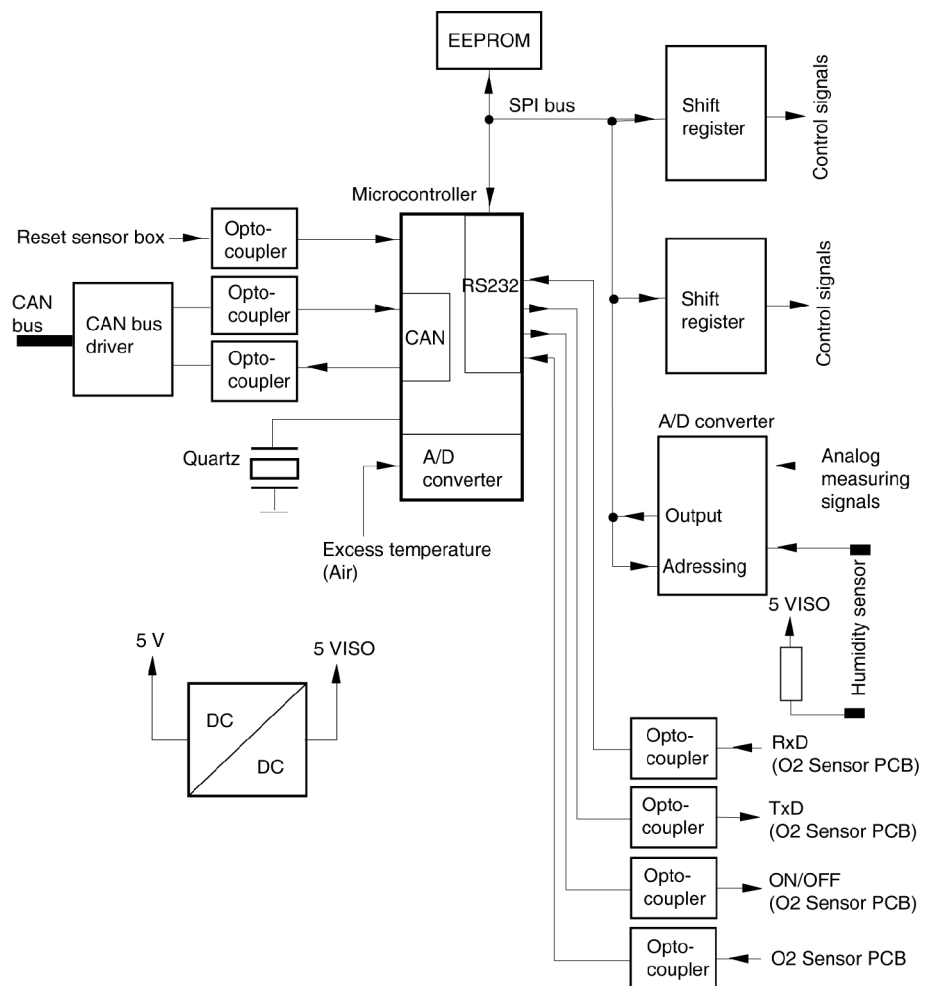 EEPROM
SPI bus
Shift
register
Control signals
Microcontroller
Reset sensor box
Opto-
coupler
RS232
CAN
bus
CAN bus
driver
Opto-
coupler
CAN
Opto-
coupler
Shift
register
Control signals
Quartz
A/D
converter
Excess temperature
(Air)
A/D converter
Analog
measuring
signals
Output
Adressing
5 VISO
Humidity sensor
5 V
5 VISO
DC
DC
Opto-
coupler
RxD
(O2 Sensor PCB)
Opto-
coupler
TxD
(O2 Sensor PCB)
Opto-
coupler
ON/OFF
(O2 Sensor PCB)
Opto-
coupler
O2 Sensor PCB